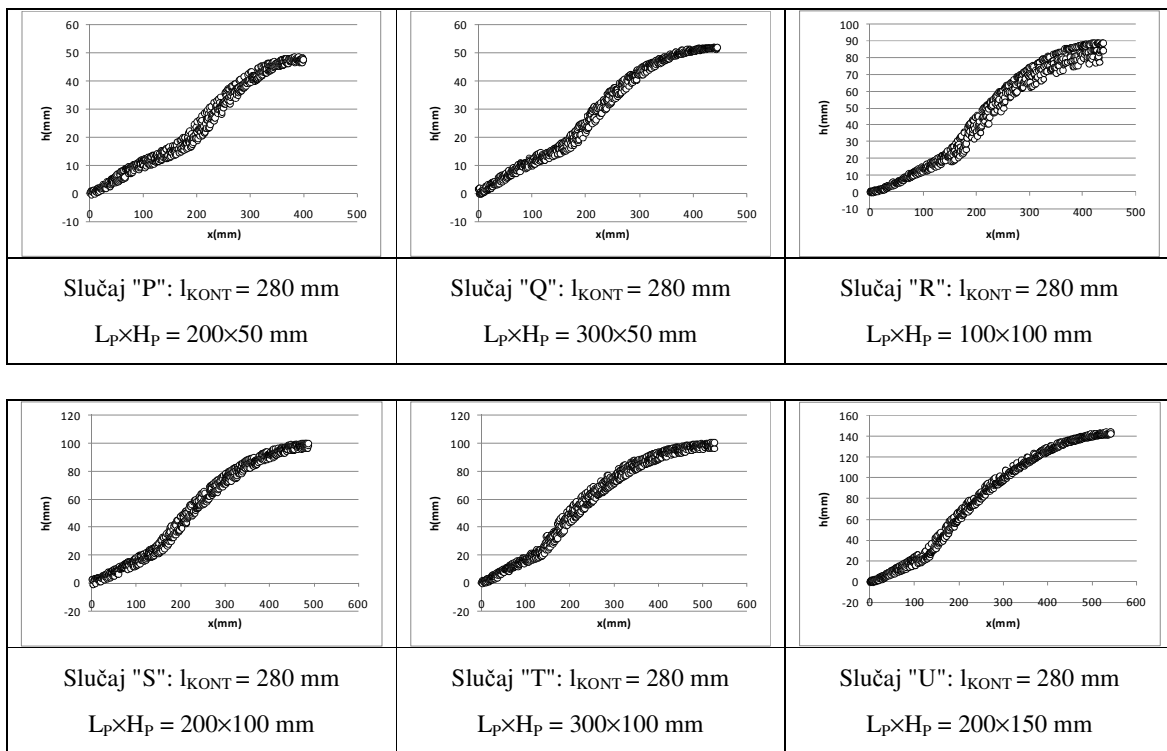 60
50
40
30
20
10
0
-10
h(mm)
0 100 200 300 400 500
x(mm)
60
50
40
30
20
10
0
-10
h(mm)
0 100 200 300 400 500
x(mm)
100
90
80
70
60
50
40
30
20
10
0
-10
h(mm)
0 100 200 300 400 500
x(mm)
Slučaj "P": lKONT = 280 mm
LP×HP = 200×50 mm
Slučaj "Q": lKONT = 280 mm
LP×HP = 300×50 mm
Slučaj "R": lKONT = 280 mm
LP×HP = 100×100 mm
120
100
80
60
40
20
0
-20
h(mm)
0 100 200 300 400 500 600
x(mm)
120
100
80
60
40
20
0
-20
h(mm)
0 100 200 300 400 500 600
x(mm)
160
140
120
100
80
60
40
20
0
-20
h(mm)
0 100 200 300 400 500 600
x(mm)
Slučaj "S": lKONT = 280 mm
LP×HP = 200×100 mm
Slučaj "T": lKONT = 280 mm
LP×HP = 300×100 mm
Slučaj "U": lKONT = 280 mm
LP×HP = 200×150 mm